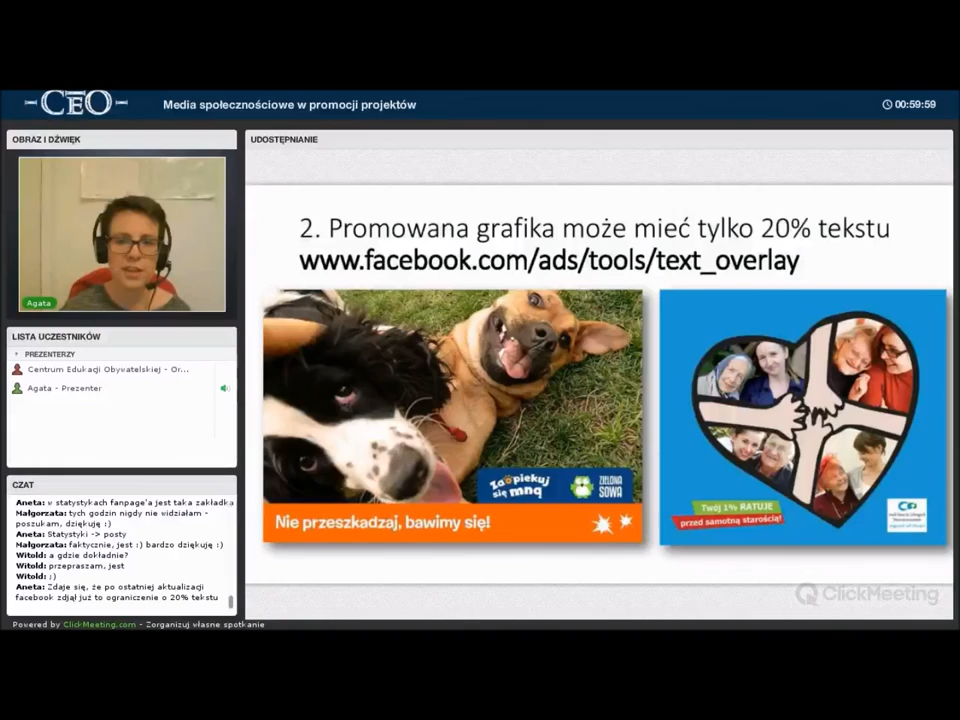 CEO
Media społecznościowe w promocji projektów
00:59:59
OBRAZ I DŹWIĘK
Agata
LISTA UCZESTNIKÓW
PREZENTERZY
Centrum Edukacji Obywatelskiej - Or...
Agata - Prezenter
CZAT
Aneta: w statystykach fanpage'a jest taka zakładka
Małgorzata: tych godzin nigdy nie widziałam -
poszukam, dziękuję :)
Aneta: Statystyki -> posty
Małgorzata: faktycznie, jest :) bardzo dziękuję :)
Witold: a gdzie dokładnie?
Witold: przepraszam, jest
Witold: ;)
Aneta: Zdaje się, że po ostatniej aktualizacji
facebook zdjął już to ograniczenie o 20% tekstu
UDOSTĘPNIANIE
2. Promowana grafika może mieć tylko 20% tekstu
www.facebook.com/ads/tools/text_overlay
Zaopiekuj
się mną
ZIELONA
SOWA
Nie przeszkadzaj, bawimy się!
Twój 1% RATUJE
przed samotną starością!
ClickMeeting
Powered by ClickMeeting.com - Zorganizuj własne spotkanie